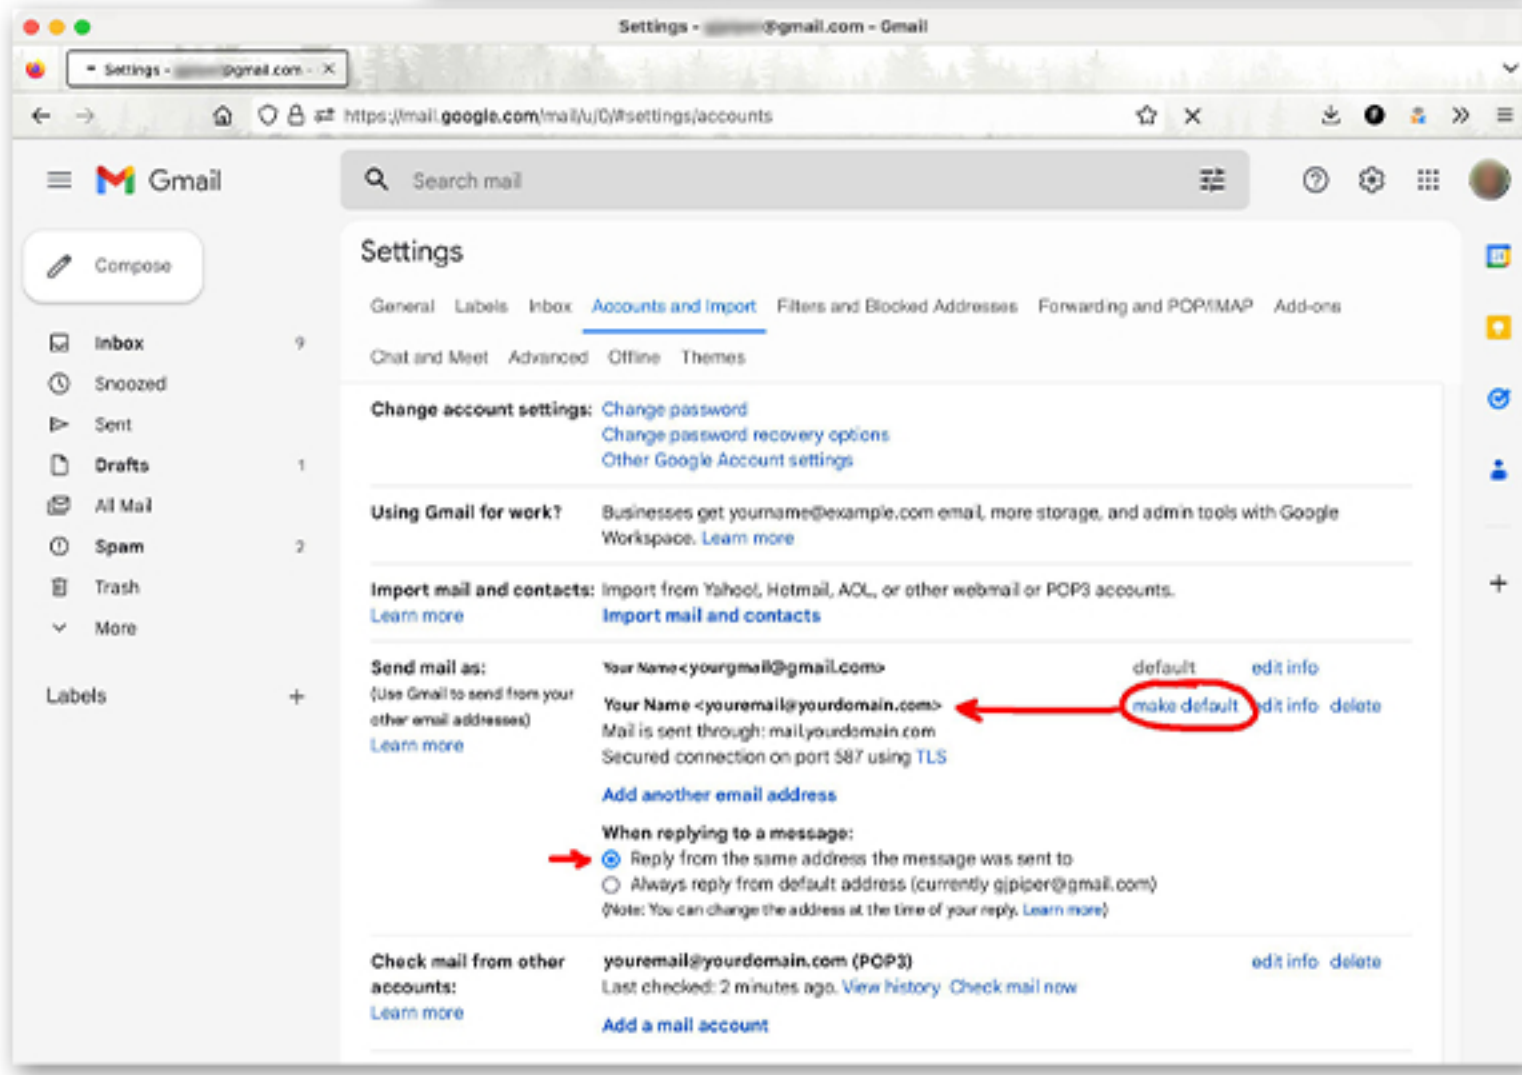 Settings - @gmail.com - Gmail
Settings - @gmail.com -
https://mail.google.com/mail/u/0/#settings/accounts
Gmail
Search mail
Compose
Inbox 9
Snoozed
Sent
Drafts 1
All Mail
Spam 2
Trash
More
Labels
Settings
General Labels Inbox Accounts and Import Filters and Blocked Addresses Forwarding and POP/IMAP Add-ons
Chat and Meet Advanced Offline Themes
Change account settings: Change password
Change password recovery options
Other Google Account settings
Using Gmail for work? Businesses get yourname@example.com email, more storage, and admin tools with Google
Workspace. Learn more
Import mail and contacts: Import from Yahoo!, Hotmail, AOL, or other webmail or POP3 accounts.
Learn more Import mail and contacts
Send mail as: Your Name <yourgmail@gmail.com> default edit info
(Use Gmail to send from your
other email addresses)
Learn more
Your Name <youremail@yourdomain.com> make default edit info delete
Mail is sent through: mail.yourdomain.com
Secured connection on port 587 using TLS
Add another email address
When replying to a message:
Reply from the same address the message was sent to
Always reply from default address (currently gjpiper@gmail.com)
(Note: You can change the address at the time of your reply. Learn more)
Check mail from other
accounts:
Learn more
youremail@yourdomain.com (POP3) edit info delete
Last checked: 2 minutes ago. View history Check mail now
Add a mail account